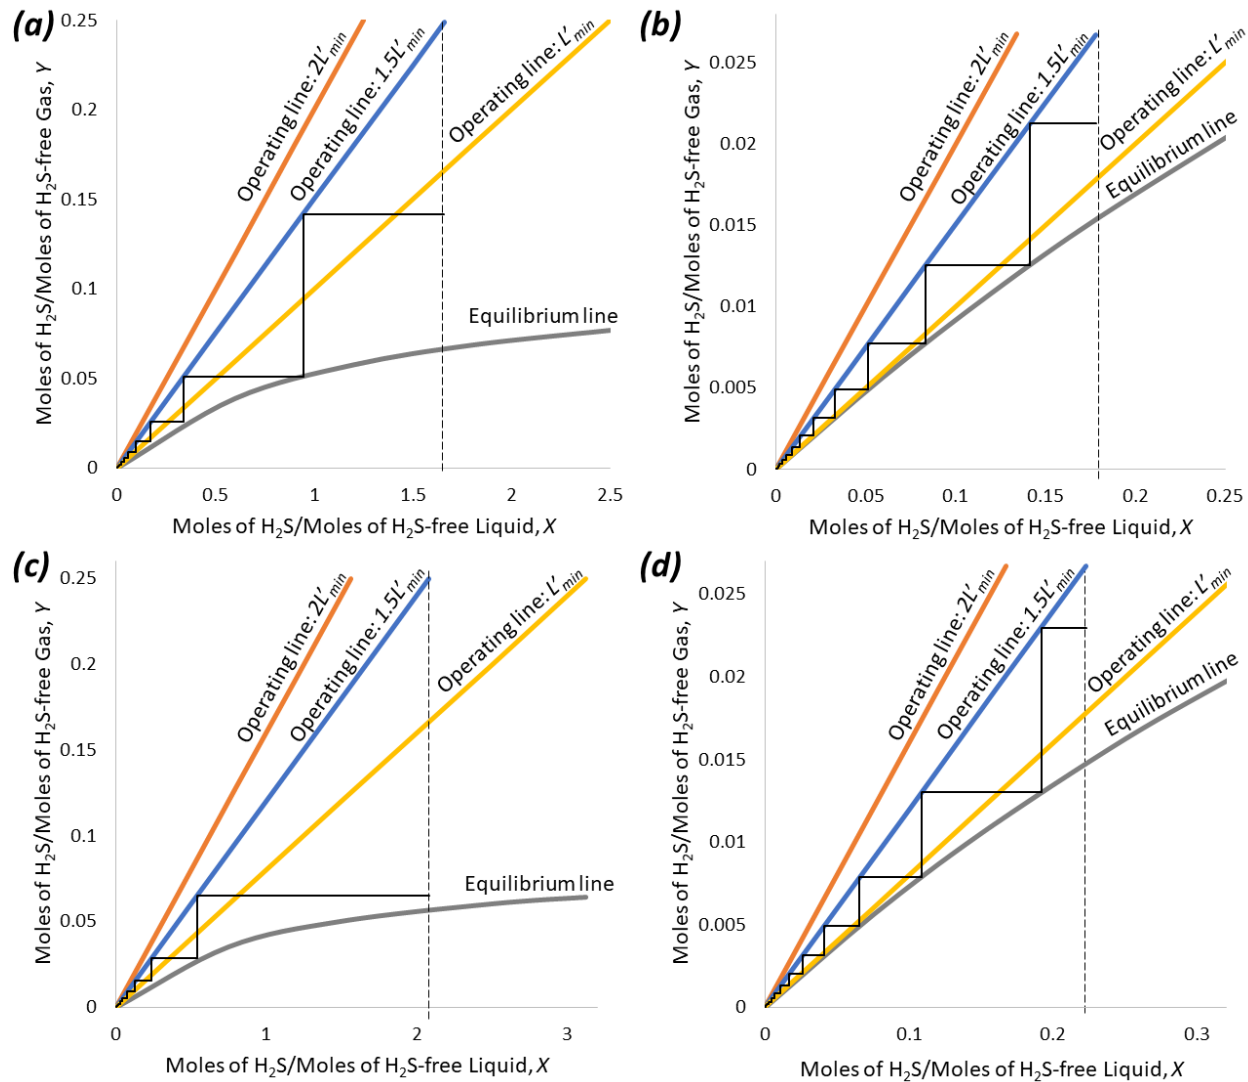 (a)
Moles of H₂S/Moles of H₂S-free Gas, Y
0.25
0.2
0.15
0.1
0.05
0
Operating line: 2L′min
Operating line: 1.5L′min
Operating line: L′min
Equilibrium line
0 0.5 1 1.5 2 2.5
Moles of H₂S/Moles of H₂S-free Liquid, X
(b)
Moles of H₂S/Moles of H₂S-free Gas, Y
0.025
0.02
0.015
0.01
0.005
0
Operating line: 2L′min
Operating line: 1.5L′min
Operating line: L′min
Equilibrium line
0 0.05 0.1 0.15 0.2 0.25
Moles of H₂S/Moles of H₂S-free Liquid, X
(c)
Moles of H₂S/Moles of H₂S-free Gas, Y
0.25
0.2
0.15
0.1
0.05
0
Operating line: 2L′min
Operating line: 1.5L′min
Operating line: L′min
Equilibrium line
0 1 2 3
Moles of H₂S/Moles of H₂S-free Liquid, X
(d)
Moles of H₂S/Moles of H₂S-free Gas, Y
0.025
0.02
0.015
0.01
0.005
0
Operating line: 2L′min
Operating line: 1.5L′min
Operating line: L′min
Equilibrium line
0 0.1 0.2 0.3
Moles of H₂S/Moles of H₂S-free Liquid, X